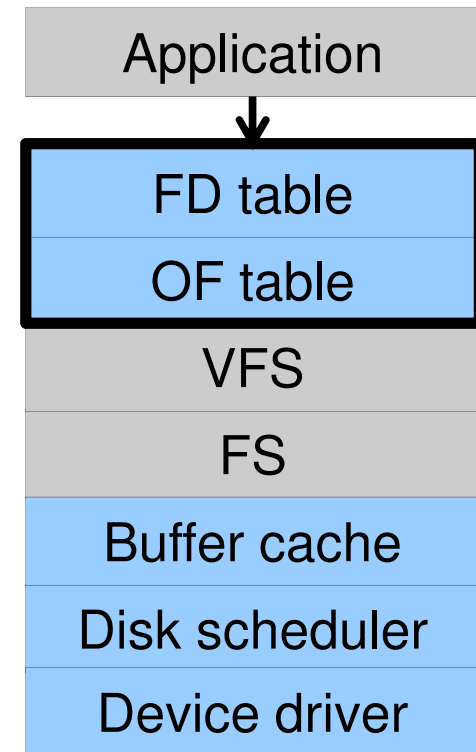 Application
FD table
OF table
VFS
FS
Buffer cache
Disk scheduler
Device driver